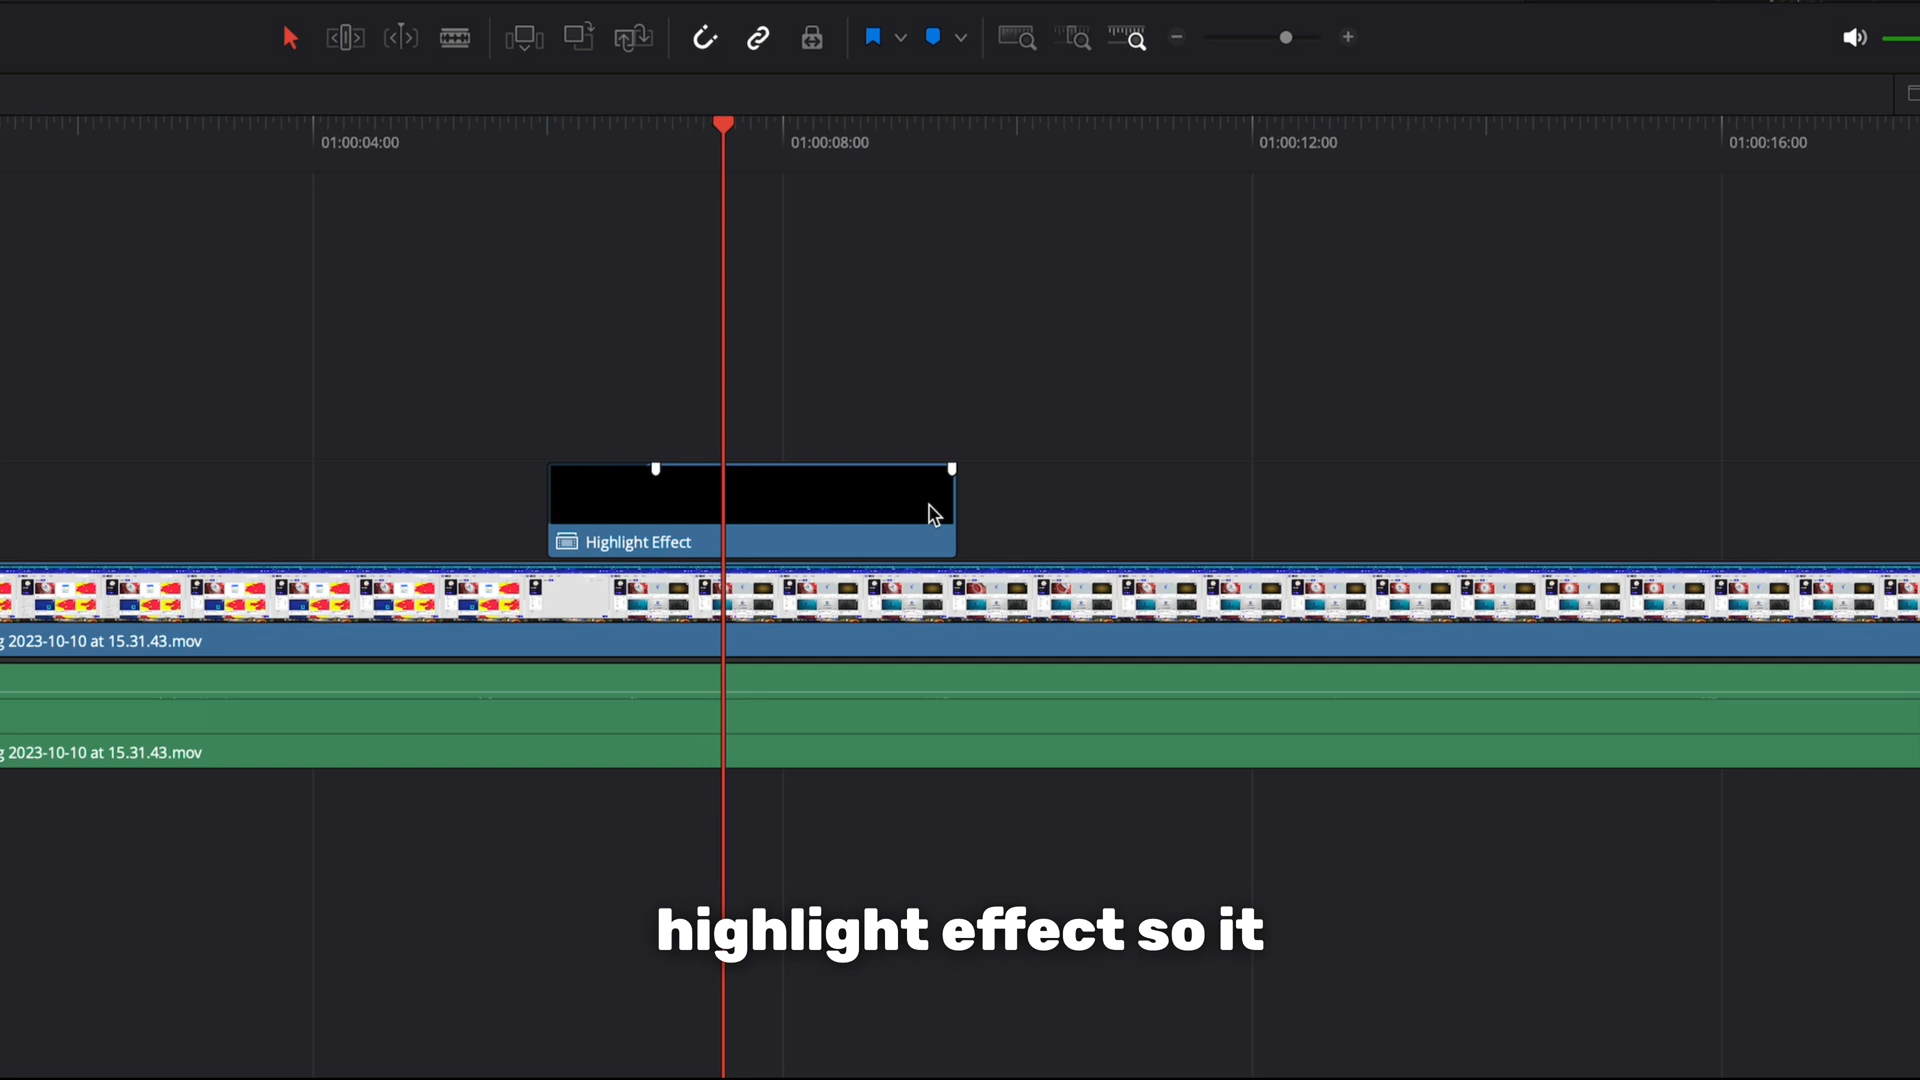 01:00:04:00
01:00:08:00
01:00:12:00
01:00:16:00
Highlight Effect
g 2023-10-10 at 15.31.43.mov
g 2023-10-10 at 15.31.43.mov
highlight effect so it